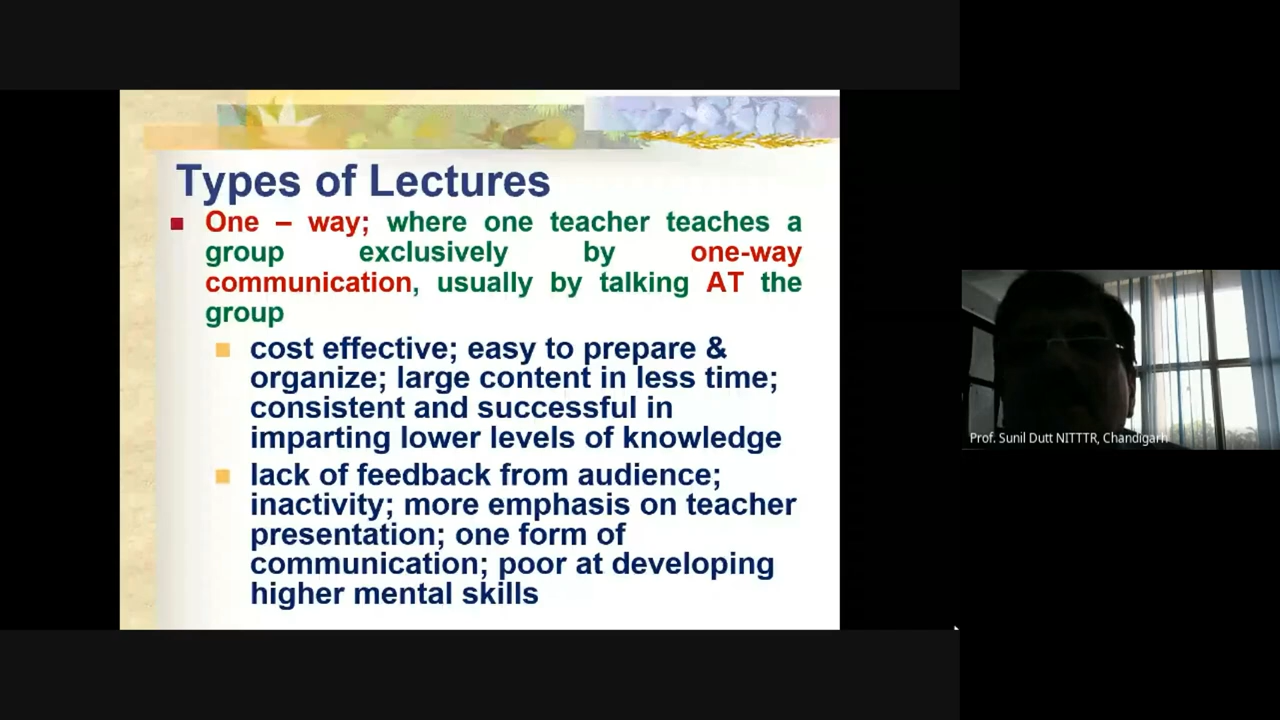 Types of Lectures
One – way; where one teacher teaches a
group exclusively by one-way
communication, usually by talking AT the
group
cost effective; easy to prepare &
organize; large content in less time;
consistent and successful in
imparting lower levels of knowledge
lack of feedback from audience;
inactivity; more emphasis on teacher
presentation; one form of
communication; poor at developing
higher mental skills
Prof. Sunil Dutt NITTTR, Chandigarh